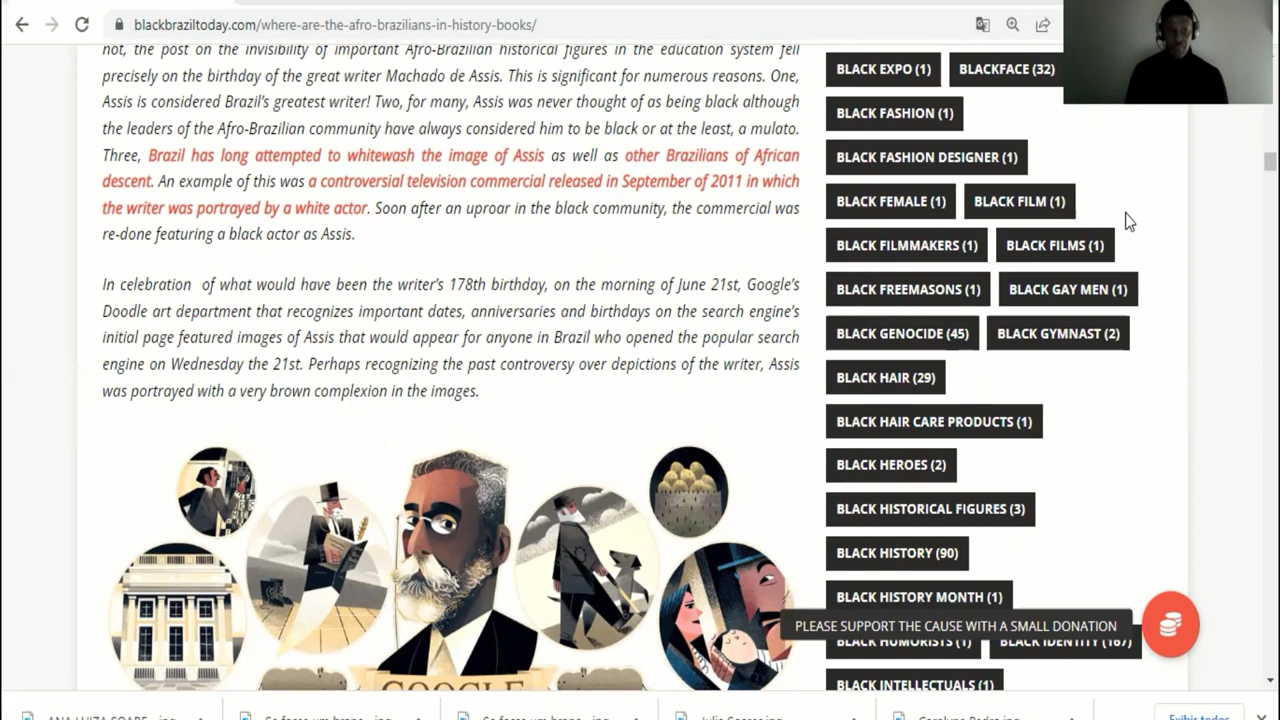 blackbraziltoday.com/where-are-the-afro-brazilians-in-history-books/
not, the post on the invisibility of important Afro-Brazilian historical figures in the education system fell
precisely on the birthday of the great writer Machado de Assis. This is significant for numerous reasons. One,
Assis is considered Brazil's greatest writer! Two, for many, Assis was never thought of as being black although
the leaders of the Afro-Brazilian community have always considered him to be black or at the least, a mulato.
Three, Brazil has long attempted to whitewash the image of Assis as well as other Brazilians of African
descent. An example of this was a controversial television commercial released in September of 2011 in which
the writer was portrayed by a white actor. Soon after an uproar in the black community, the commercial was
re-done featuring a black actor as Assis.
In celebration of what would have been the writer's 178th birthday, on the morning of June 21st, Google's
Doodle art department that recognizes important dates, anniversaries and birthdays on the search engine's
initial page featured images of Assis that would appear for anyone in Brazil who opened the popular search
engine on Wednesday the 21st. Perhaps recognizing the past controversy over depictions of the writer, Assis
was portrayed with a very brown complexion in the images.
GOOGLE
BLACK EXPO (1) BLACKFACE (32)
BLACK FASHION (1)
BLACK FASHION DESIGNER (1)
BLACK FEMALE (1) BLACK FILM (1)
BLACK FILMMAKERS (1) BLACK FILMS (1)
BLACK FREEMASONS (1) BLACK GAY MEN (1)
BLACK GENOCIDE (45) BLACK GYMNAST (2)
BLACK HAIR (29)
BLACK HAIR CARE PRODUCTS (1)
BLACK HEROES (2)
BLACK HISTORICAL FIGURES (3)
BLACK HISTORY (90)
BLACK HISTORY MONTH (1)
PLEASE SUPPORT THE CAUSE WITH A SMALL DONATION
BLACK HUMORISTS (1) BLACK IDENTITY (167)
BLACK INTELLECTUALS (1)
Exibir todos